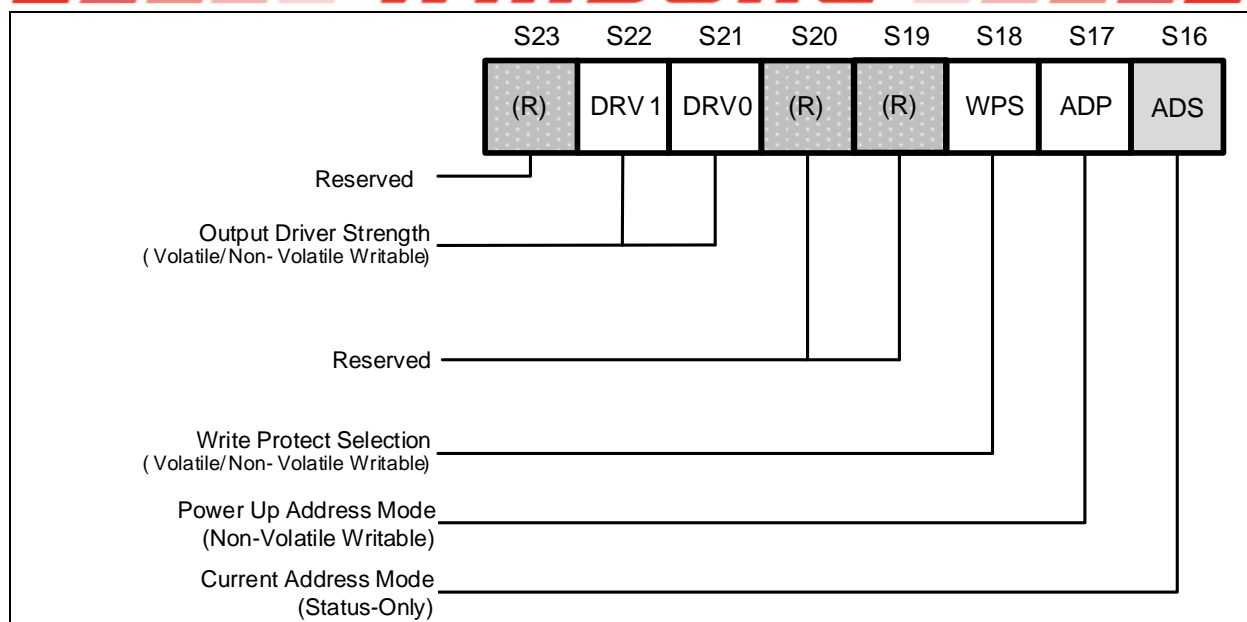 S23 S22 S21 S20 S19 S18 S17 S16
(R) DRV 1 DRV0 (R) (R) WPS ADP ADS
Reserved
Output Driver Strength
( Volatile/ Non- Volatile Writable)
Reserved
Write Protect Selection
( Volatile/ Non- Volatile Writable)
Power Up Address Mode
(Non-Volatile Writable)
Current Address Mode
(Status-Only)